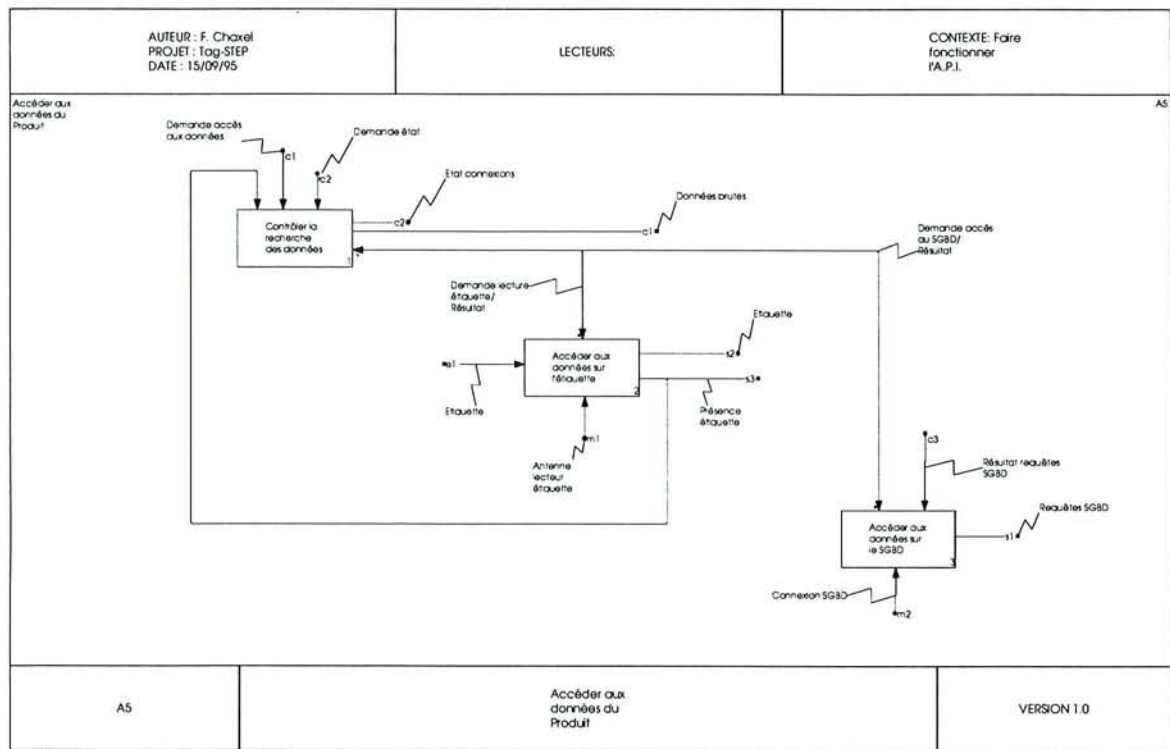 AUTEUR : F. Chaxel
PROJET : Tag-STEP
DATE : 15/09/95
LECTEURS:
CONTEXTE: Faire
fonctionner
l'A.P.I.
Accéder aux
données du
Produit
A5
Demande accès
aux données
c1
Demande état
c2
Etat connexions
c2
Données brutes
c1
Contrôler la
recherche
des données
1
Demande accès
au SGBD/
Résultat
Demande lecture
étiquette/
Résultat
Etiquette
s2
Accéder aux
données sur
l'étiquette
2
e1
s3
Etiquette
Présence
étiquette
m1
Antenne
lecteur
étiquette
c3
Résultat requêtes
SGBD
Requêtes SGBD
Accéder aux
données sur
le SGBD
3
s1
Connexion SGBD
m2
A5
Accéder aux
données du
Produit
VERSION 1.0